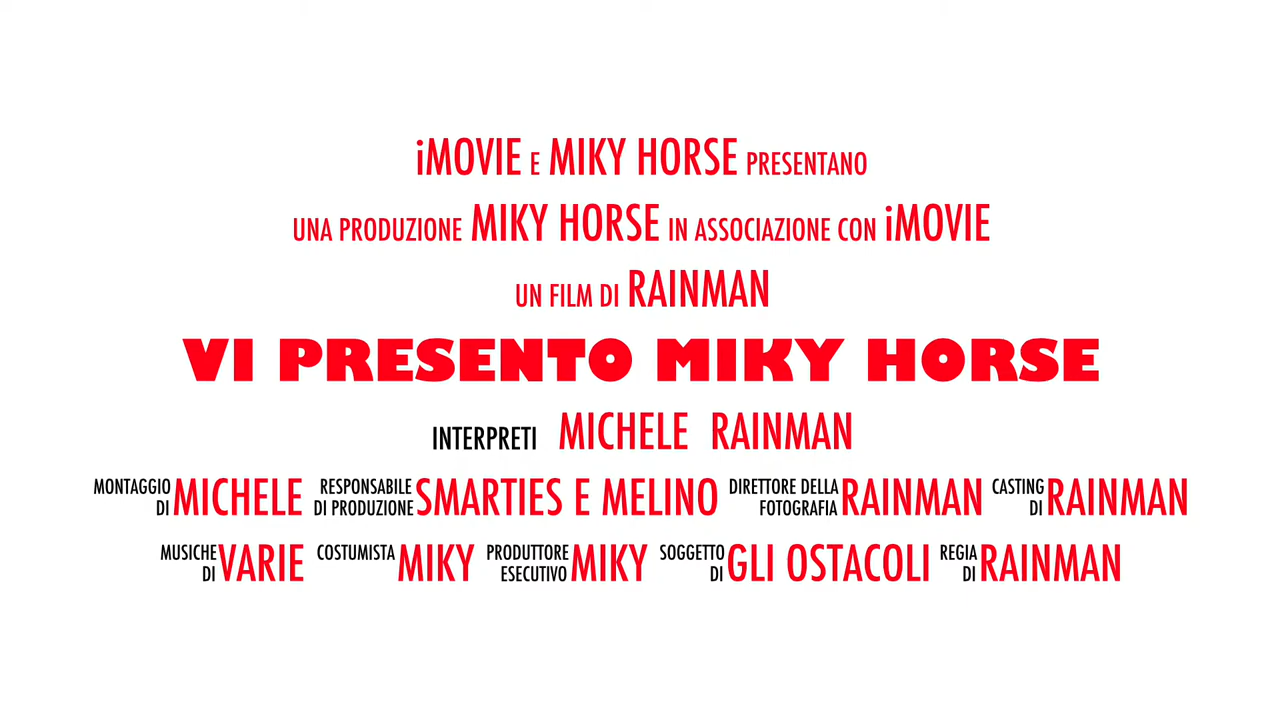 iMOVIE E MIKY HORSE PRESENTANO
UNA PRODUZIONE MIKY HORSE IN ASSOCIAZIONE CON iMOVIE
UN FILM DI RAINMAN
VI PRESENTO MIKY HORSE
INTERPRETI MICHELE RAINMAN
MONTAGGIO DI MICHELE RESPONSABILE DI PRODUZIONE SMARTIES E MELINO DIRETTORE DELLA FOTOGRAFIA RAINMAN CASTING DI RAINMAN
MUSICHE DI VARIE COSTUMISTA MIKY PRODUTTORE ESECUTIVO MIKY SOGGETTO DI GLI OSTACOLI REGIA DI RAINMAN